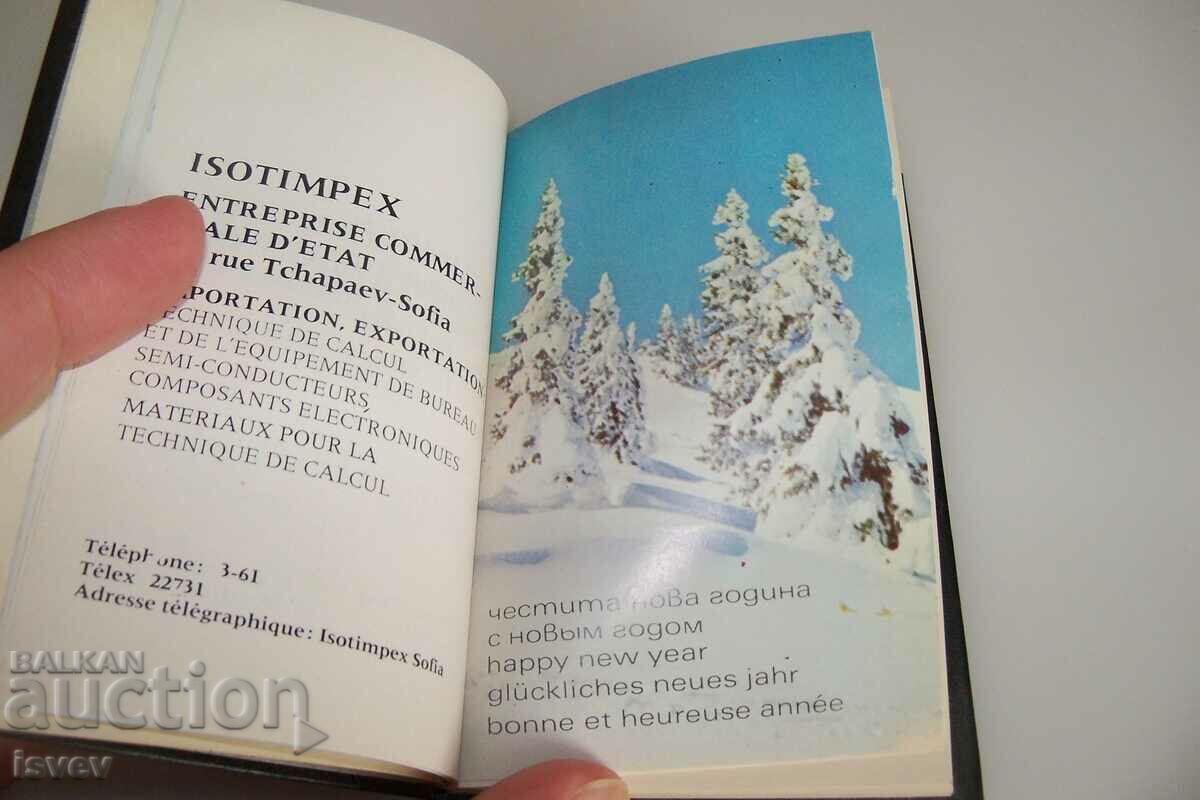 ISOTIMPEX
ENTREPRISE COMMER-
ALE D'ETAT
rue Tchapaev-Sofia
PORTATION, EXPORTATION
TECHNIQUE DE CALCUL
ET DE L'EQUIPEMENT DE BUREAU
SEMI-CONDUCTEURS,
COMPOSANTS ELECTRONIQUES
MATERIAUX POUR LA
TECHNIQUE DE CALCUL
Téléphone: 3-61
Télex 22731
Adresse télégraphique: Isotimpex Sofia
честита нова година
с новым годом
happy new year
glückliches neues jahr
bonne et heureuse année
BALKAN
auction
isvev